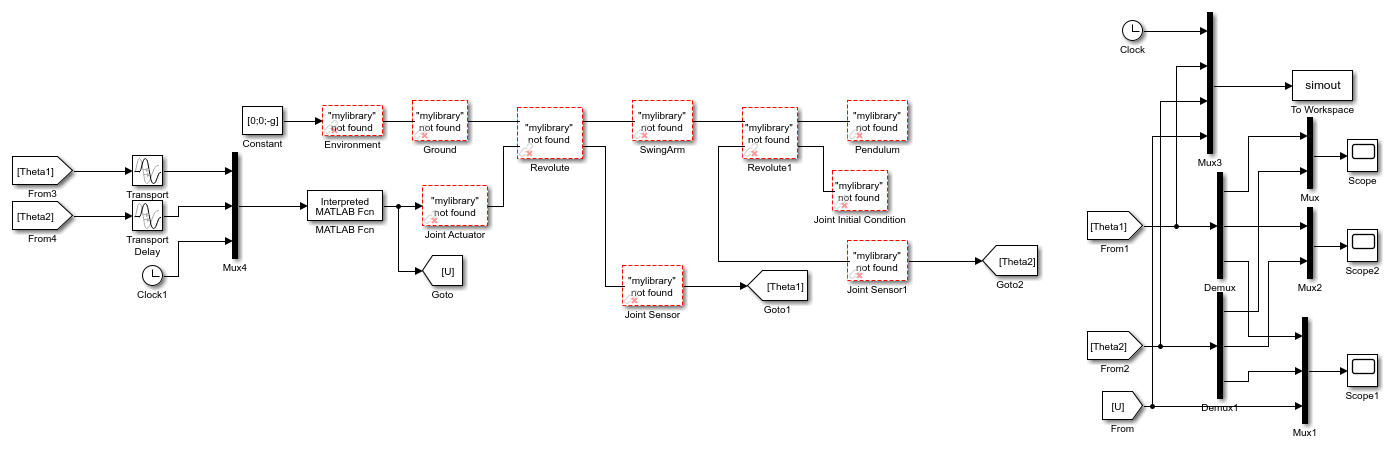 Clock
simout
To Workspace
Mux3
[0;0;-g]
Constant
"mylibrary"
not found
Environment
"mylibrary"
not found
Ground
"mylibrary"
not found
Revolute
"mylibrary"
not found
SwingArm
"mylibrary"
not found
Revolute1
"mylibrary"
not found
Pendulum
[Theta1]
From3
Transport
[Theta2]
From4
Transport
Delay
Clock1
Mux4
Interpreted
MATLAB Fcn
MATLAB Fcn
"mylibrary"
not found
Joint Actuator
[U]
Goto
"mylibrary"
not found
Joint Initial Condition
"mylibrary"
not found
Joint Sensor
[Theta1]
Goto1
"mylibrary"
not found
Joint Sensor1
[Theta2]
Goto2
Scope
Mux
[Theta1]
From1
Demux
Mux2
Scope2
[Theta2]
From2
Demux1
[U]
From
Mux1
Scope1